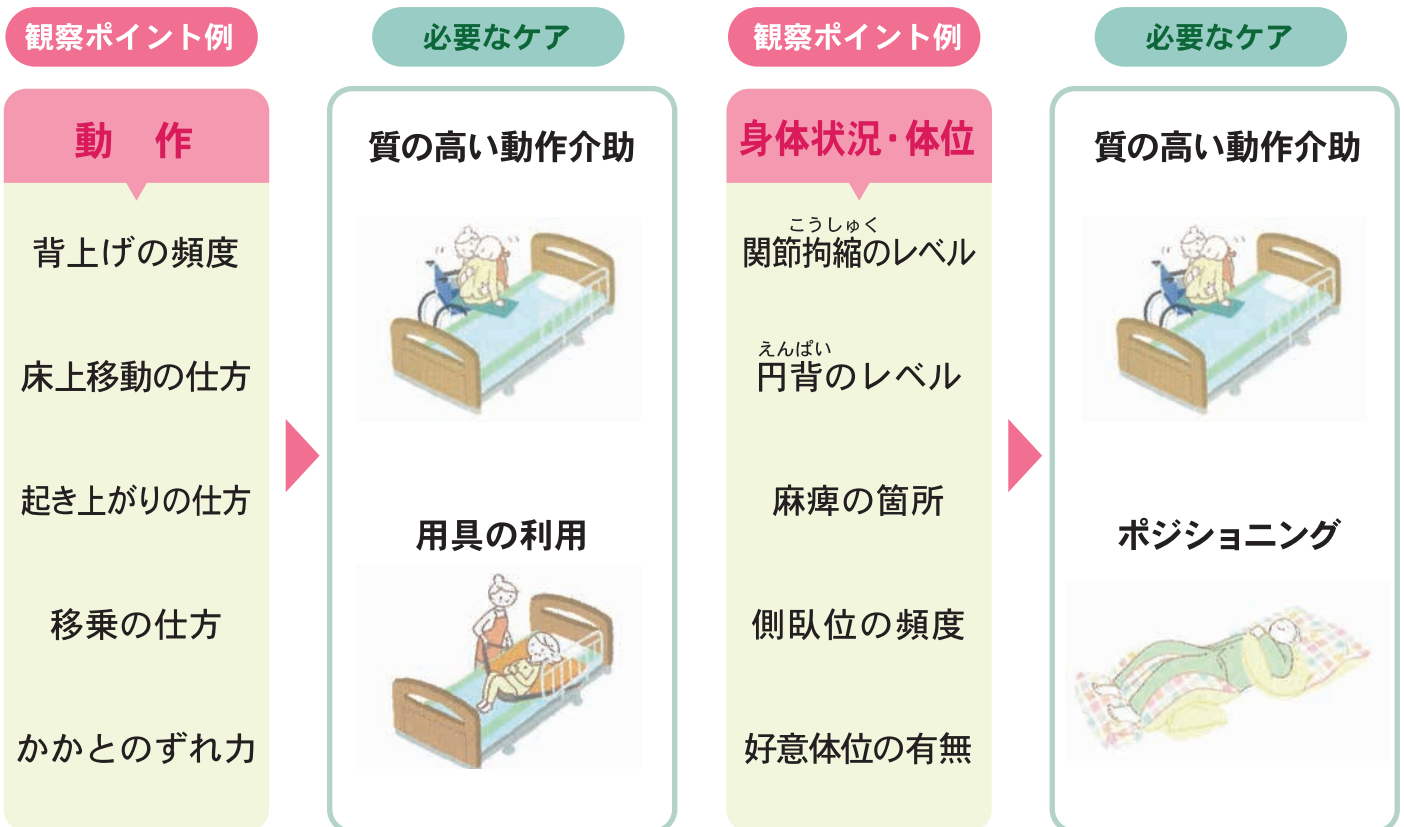 観察ポイント例
動　作
背上げの頻度
床上移動の仕方
起き上がりの仕方
移乗の仕方
かかとのずれ力
必要なケア
質の高い動作介助
用具の利用
観察ポイント例
身体状況・体位
こうしゅく
関節拘縮のレベル
えんぱい
円背のレベル
麻痺の箇所
側臥位の頻度
好意体位の有無
必要なケア
質の高い動作介助
ポジショニング